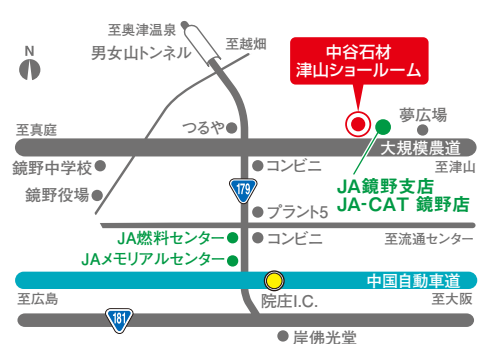 至奥津温泉
N
男女山トンネル
至越畑
中谷石材
津山ショールーム
至真庭
つるや
夢広場
大規模農道
鏡野中学校
コンビニ
至津山
鏡野役場
179
JA鏡野支店
JA-CAT 鏡野店
プラント5
JA燃料センター
コンビニ
至流通センター
JAメモリアルセンター
中国自動車道
至広島
院庄I.C.
至大阪
181
岸佛光堂